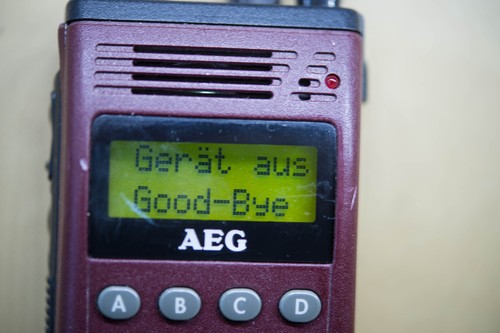 Gerät aus
Good-Bye
AEG
A B C D